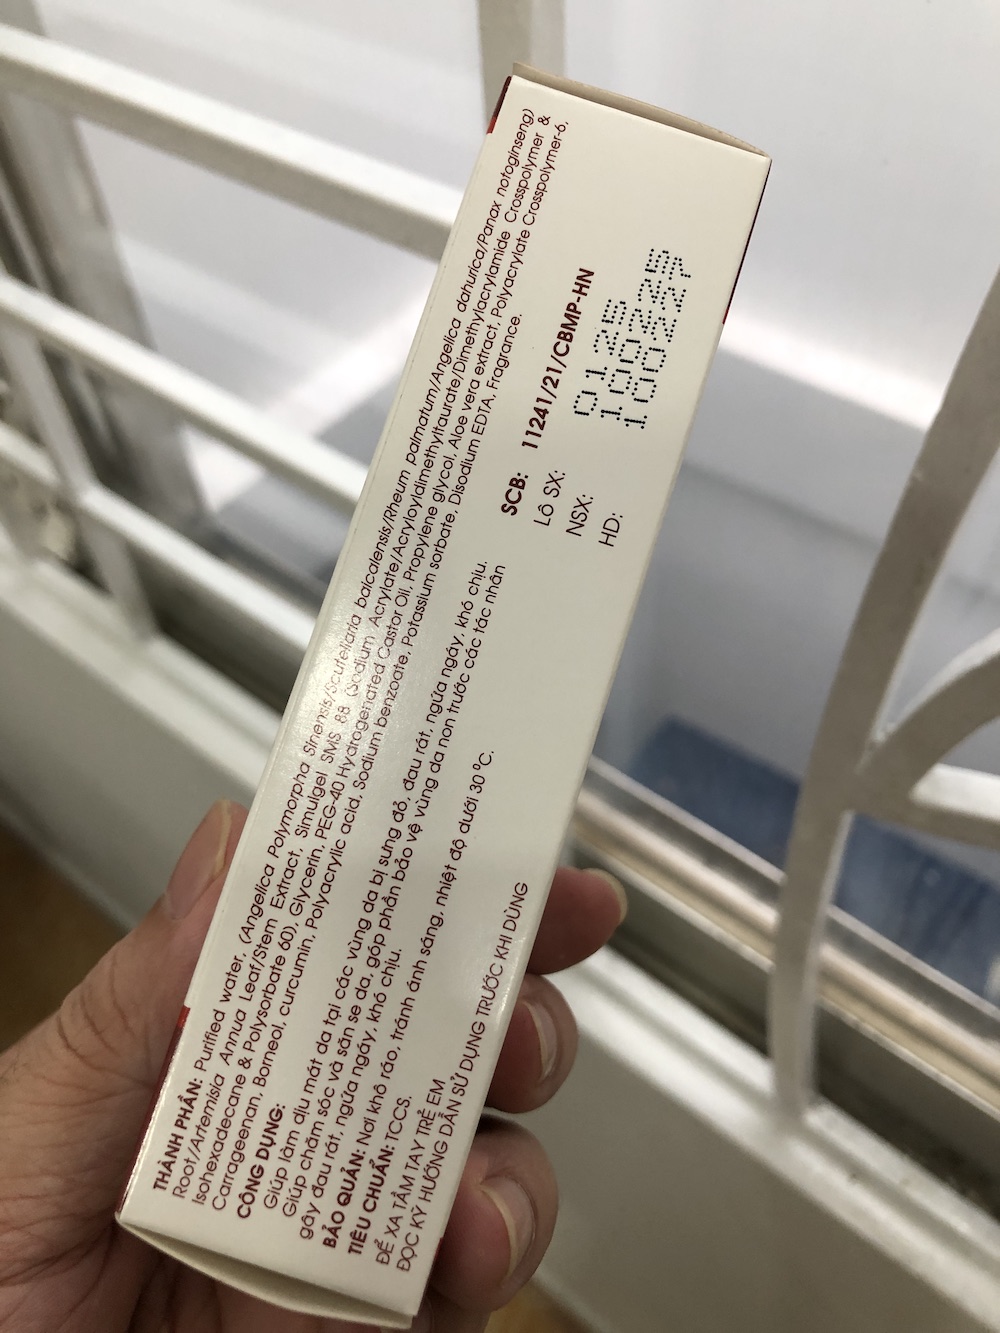 THÀNH PHẦN: Purified water, (Angelica Polymorpha Sinensis/Scutellaria baicalensis/Rheum palmatum/Angelica dahurica/Panax notoginseng)
Root/Artemisia Annua Leaf/Stem Extract, Simulgel SMS 88 (Sodium Acrylate/Acryloyldimethyltaurate/Dimethylacrylamide Crosspolymer &
Isohexadecane & Polysorbate 60), Glycerin, PEG-40 Hydrogenated Castor Oil, Propylene glycol, Aloe vera extract, Polyacrylate Crosspolymer-6,
Carrageenan, Borneol, curcumin, Polyacrylic acid, Sodium benzoate, Potassium sorbate, Disodium EDTA, Fragrance.
CÔNG DỤNG:
Giúp làm dịu mát da tại các vùng da bị sưng đỏ, đau rát, ngứa ngáy, khó chịu.
Giúp chăm sóc và săn se da, góp phần bảo vệ vùng da non trước các tác nhân
gây đau rát, ngứa ngáy, khó chịu.
BẢO QUẢN: Nơi khô ráo, tránh ánh sáng, nhiệt độ dưới 30 ºC.
TIÊU CHUẨN: TCCS.
ĐỂ XA TẦM TAY TRẺ EM
ĐỌC KỸ HƯỚNG DẪN SỬ DỤNG TRƯỚC KHI DÙNG
SCB: 11241/21/CBMP-HN
Lô SX: 0125
NSX: 100225
HD: 100227